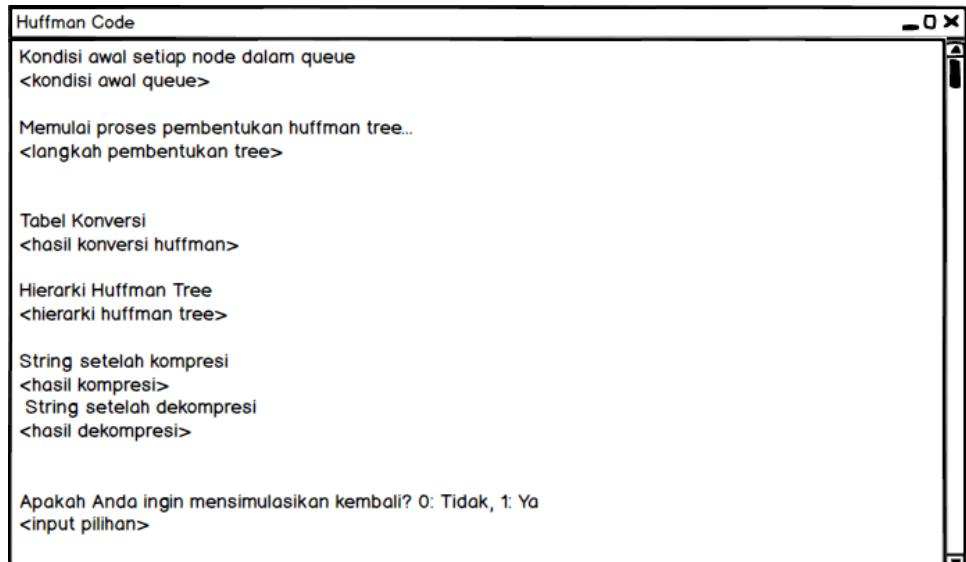 Huffman Code
Kondisi awal setiap node dalam queue
<kondisi awal queue>
Memulai proses pembentukan huffman tree...
<langkah pembentukan tree>
Tabel Konversi
<hasil konversi huffman>
Hierarki Huffman Tree
<hierarki huffman tree>
String setelah kompresi
<hasil kompresi>
String setelah dekompresi
<hasil dekompresi>
Apakah Anda ingin mensimulasikan kembali? 0: Tidak, 1: Ya
<input pilihan>